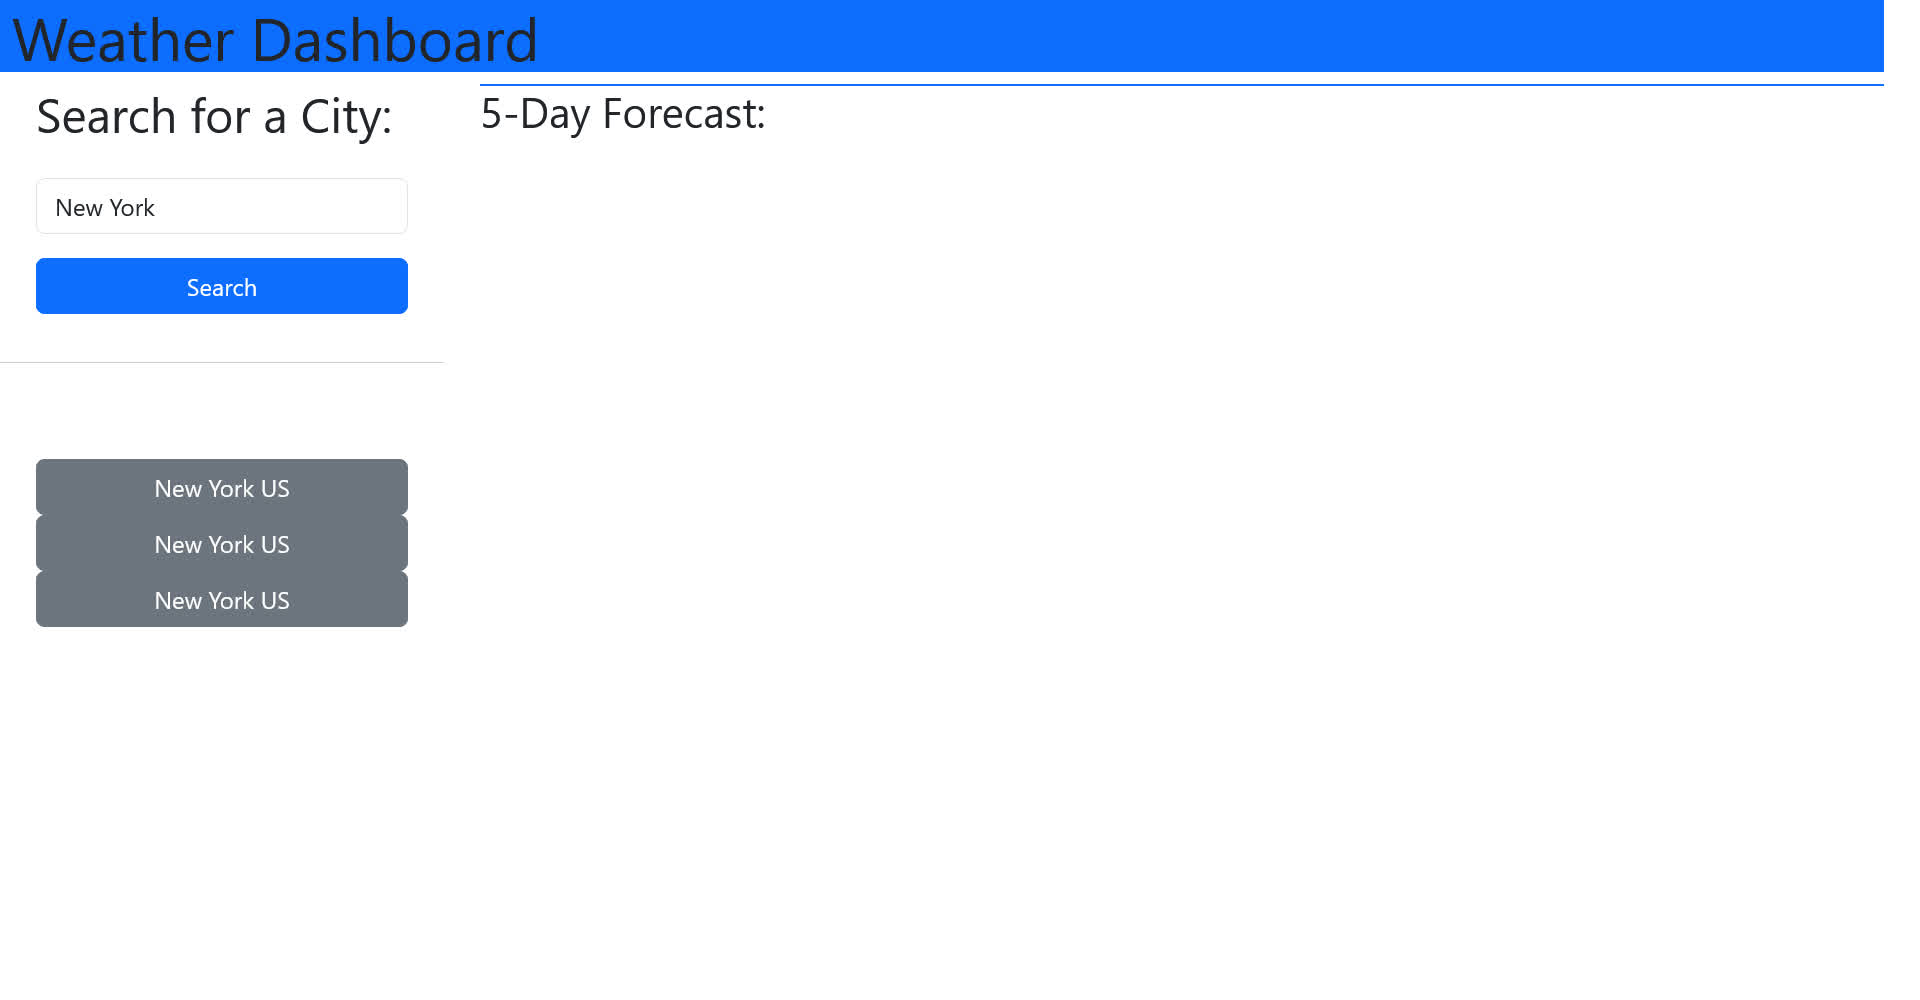 Weather Dashboard
Search for a City:
New York
Search
New York US
New York US
New York US
5-Day Forecast: